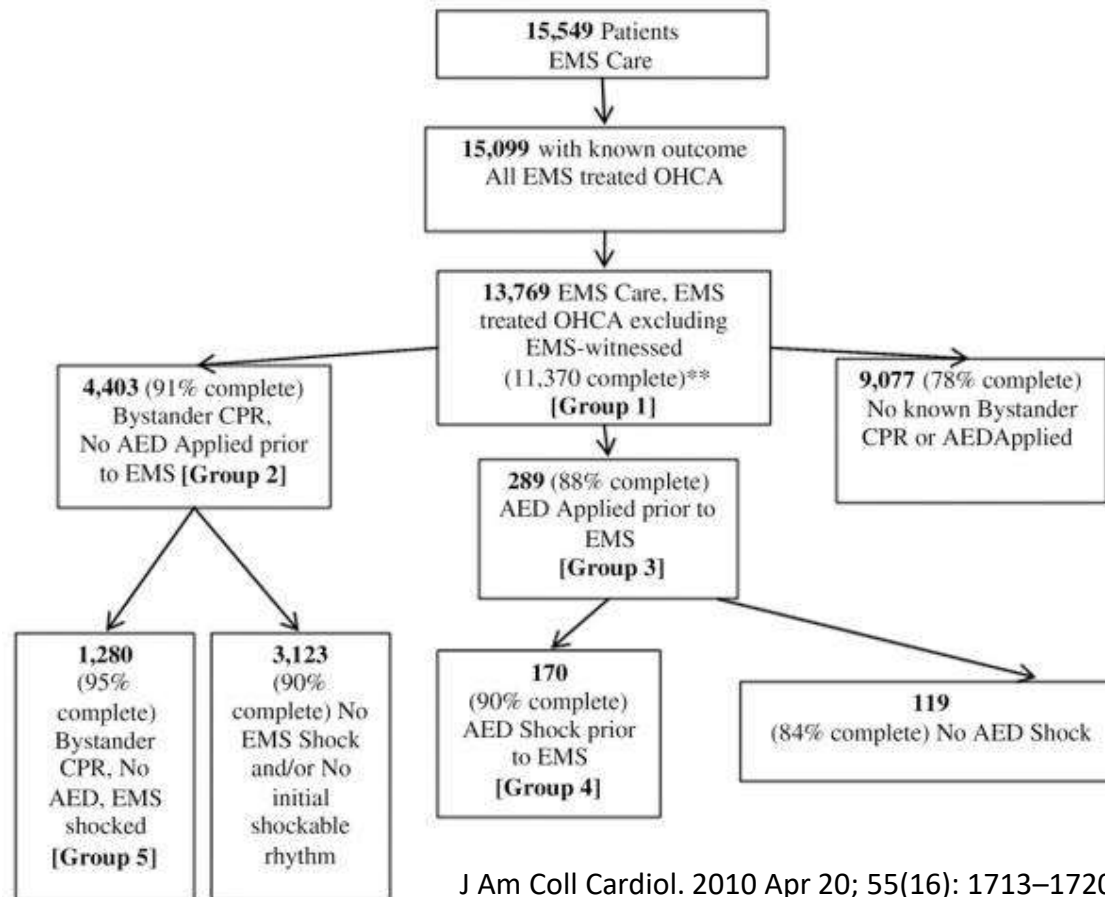 15,549 Patients
EMS Care
15,099 with known outcome
All EMS treated OHCA
13,769 EMS Care, EMS
treated OHCA excluding
EMS-witnessed
(11,370 complete)**
[Group 1]
4,403 (91% complete)
Bystander CPR,
No AED Applied prior
to EMS [Group 2]
9,077 (78% complete)
No known Bystander
CPR or AEDApplied
289 (88% complete)
AED Applied prior to
EMS
[Group 3]
1,280
(95%
complete)
Bystander
CPR, No
AED, EMS
shocked
[Group 5]
3,123
(90%
complete) No
EMS Shock
and/or No
initial
shockable
rhythm
170
(90% complete)
AED Shock prior
to EMS
[Group 4]
119
(84% complete) No AED Shock
J Am Coll Cardiol. 2010 Apr 20; 55(16): 1713–1720